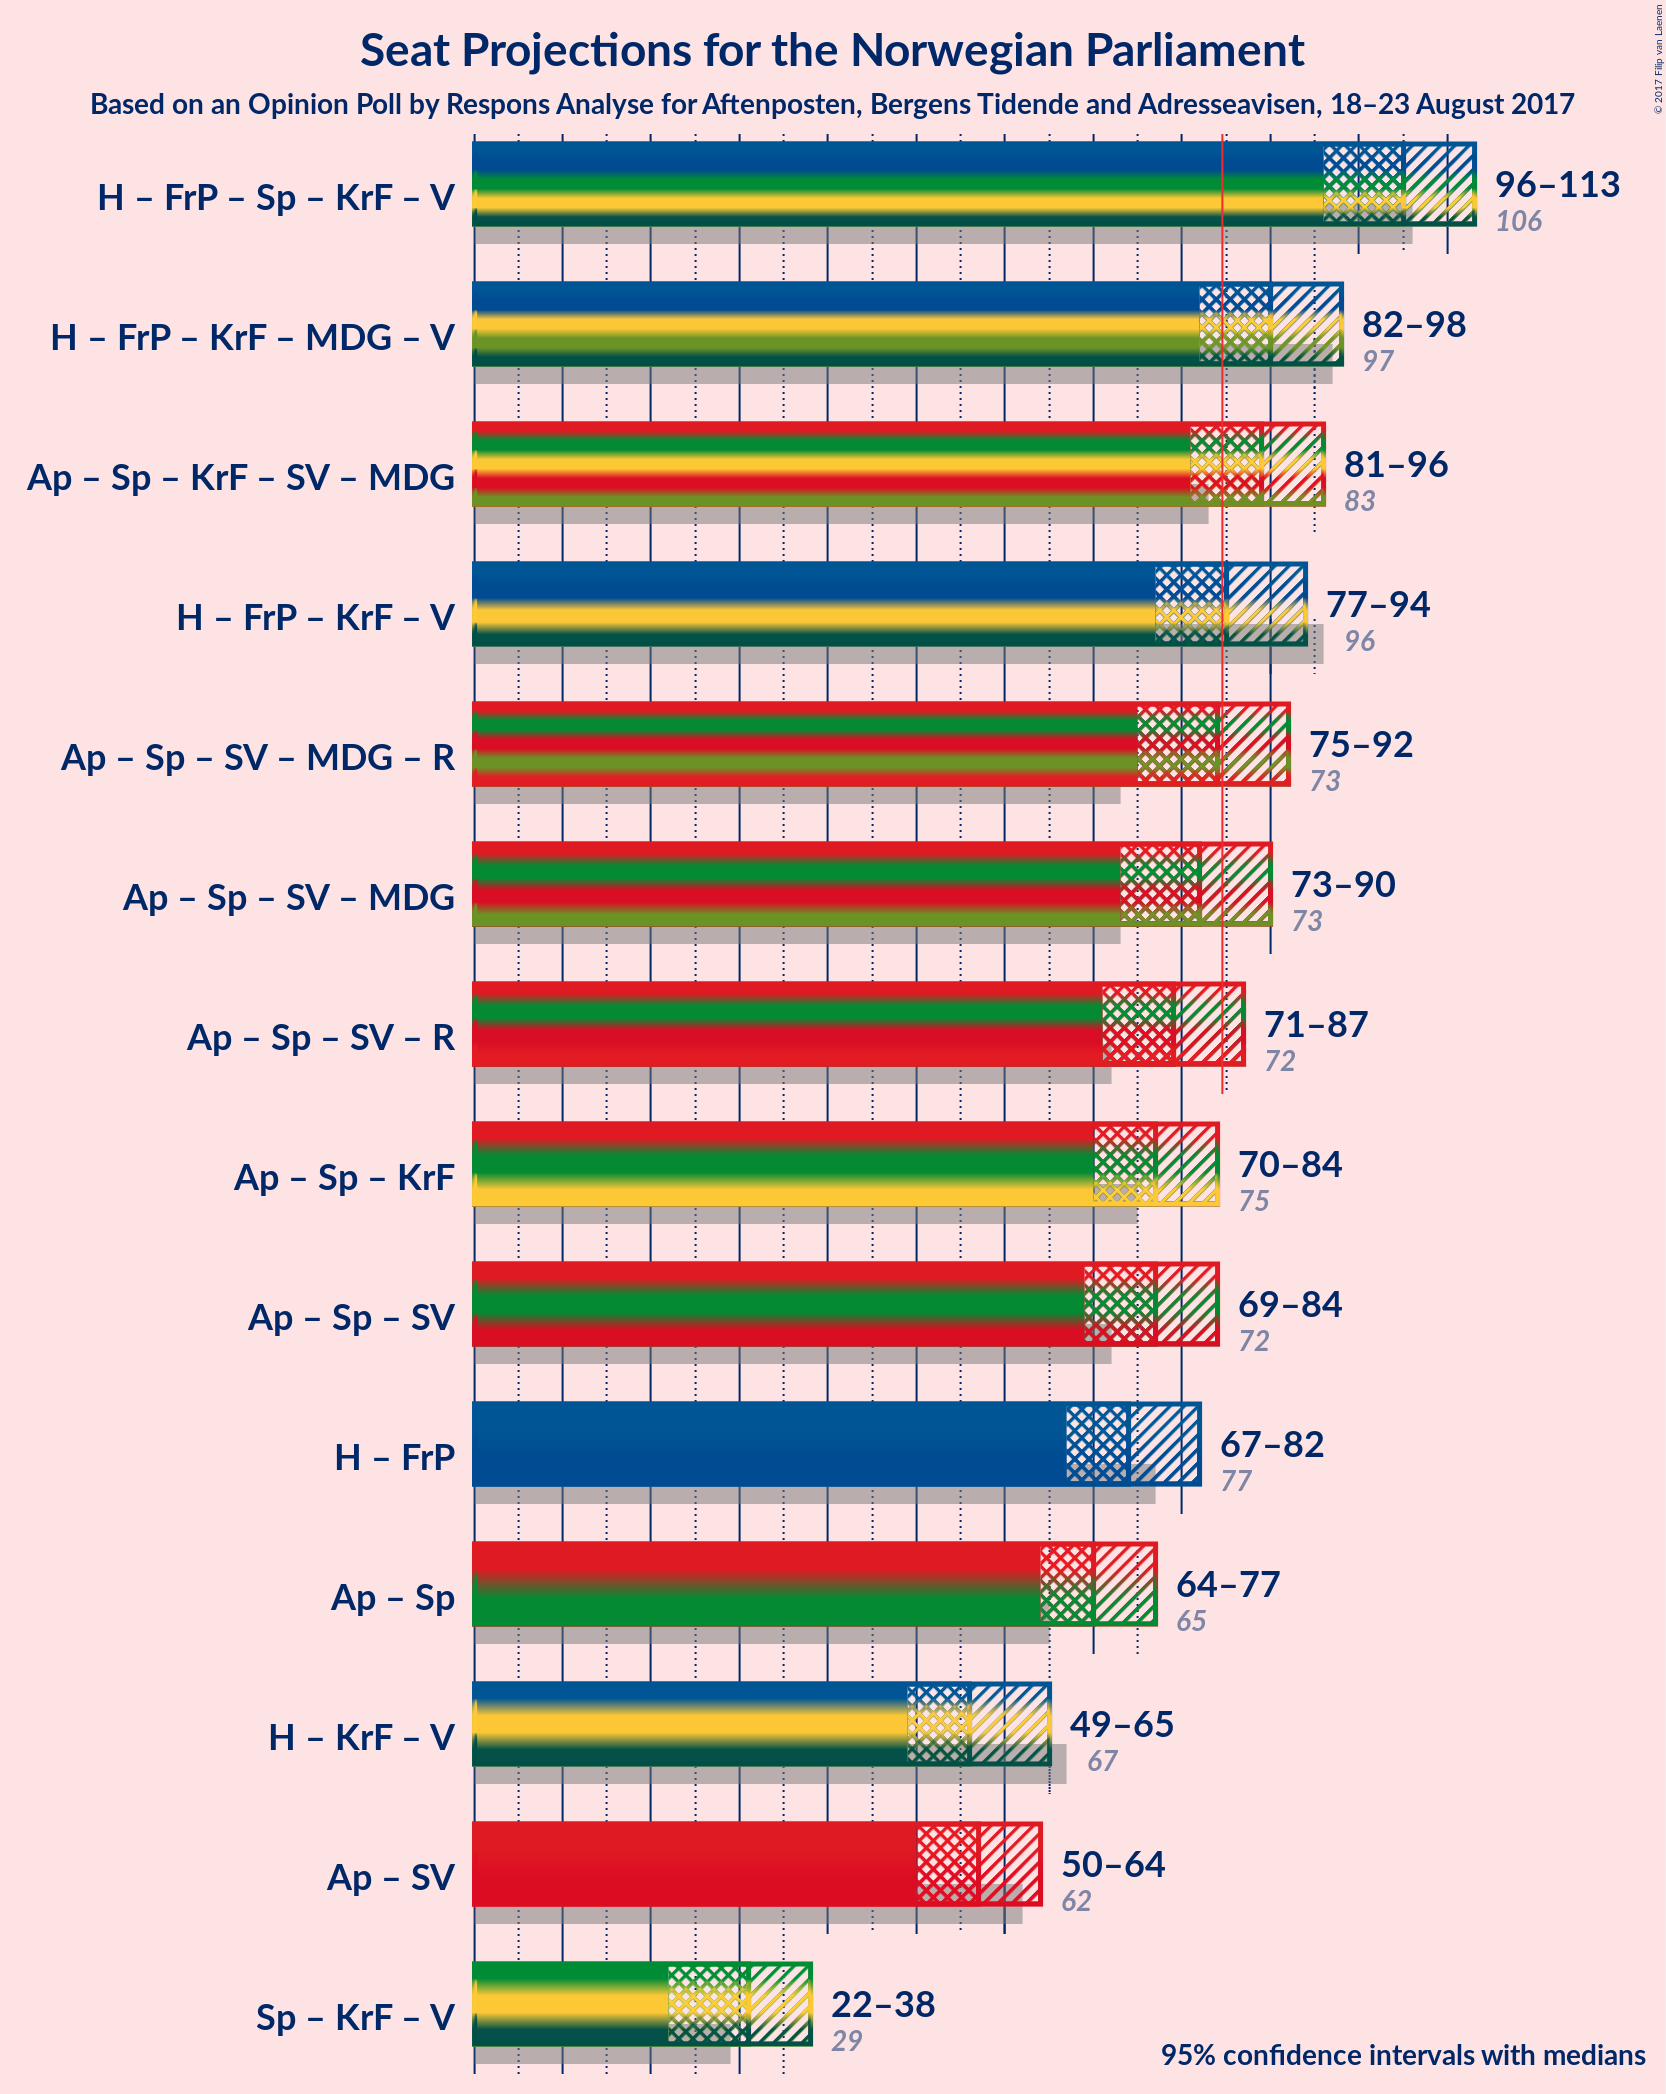 © 2017 Filip van Laenen
Seat Projections for the Norwegian Parliament
Based on an Opinion Poll by Respons Analyse for Aftenposten, Bergens Tidende and Adresseavisen, 18–23 August 2017
H – FrP – Sp – KrF – V
96–113
106
H – FrP – KrF – MDG – V
82–98
97
Ap – Sp – KrF – SV – MDG
81–96
83
H – FrP – KrF – V
77–94
96
Ap – Sp – SV – MDG – R
75–92
73
Ap – Sp – SV – MDG
73–90
73
Ap – Sp – SV – R
71–87
72
Ap – Sp – KrF
70–84
75
Ap – Sp – SV
69–84
72
H – FrP
67–82
77
Ap – Sp
64–77
65
H – KrF – V
49–65
67
Ap – SV
50–64
62
Sp – KrF – V
22–38
29
95% confidence intervals with medians